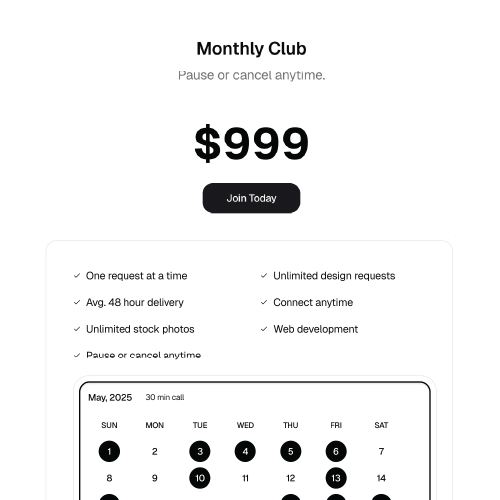 Monthly Club
Pause or cancel anytime.
$999
Join Today
One request at a time
Unlimited design requests
Avg. 48 hour delivery
Connect anytime
Unlimited stock photos
Web development
Pause or cancel anytime
May, 2025 30 min call
SUN MON TUE WED THU FRI SAT
1 2 3 4 5 6 7
8 9 10 11 12 13 14